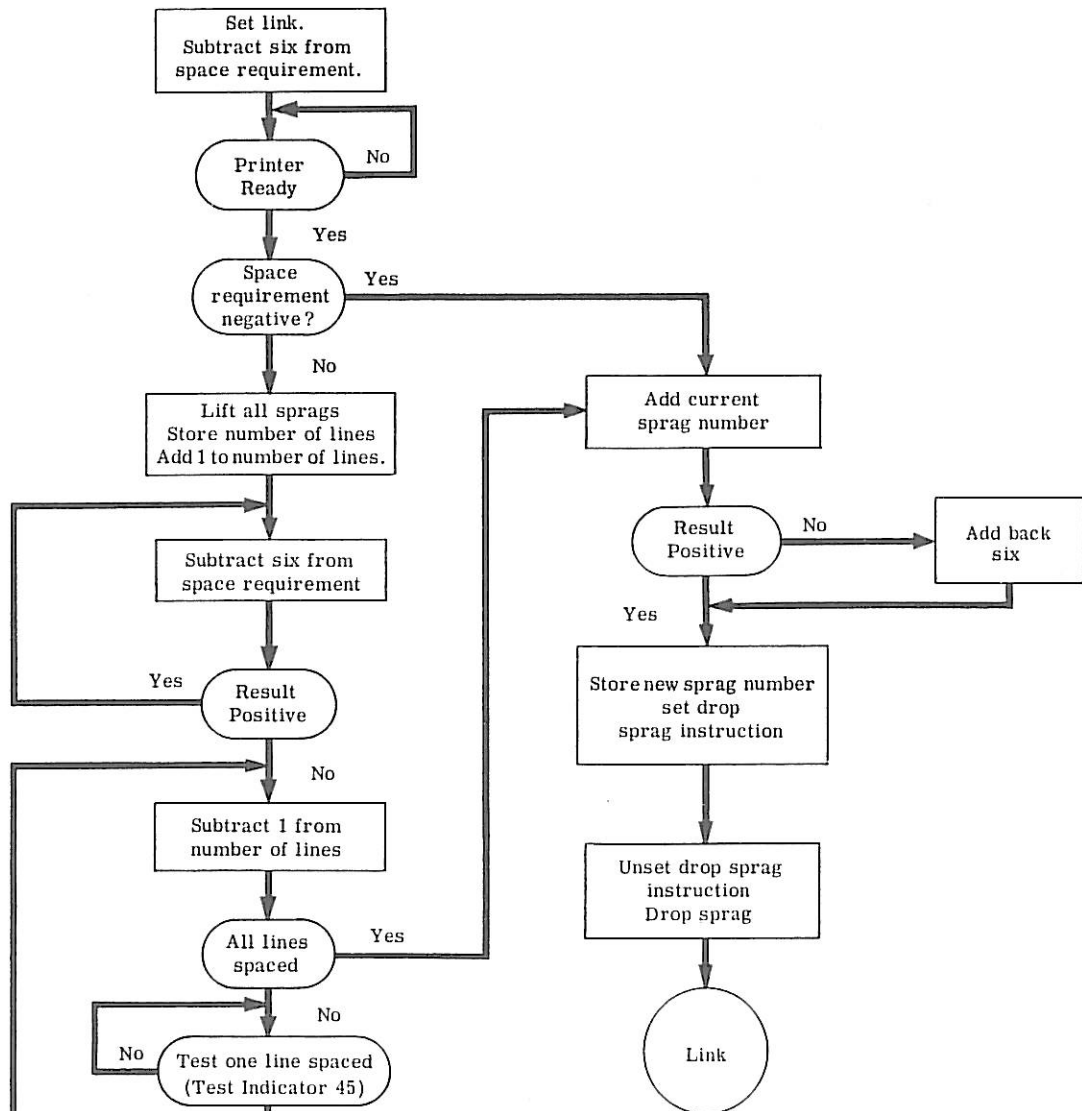 Set link.
Subtract six from
space requirement.
No
Printer
Ready
Yes
Space
requirement
negative?
Yes
No
Lift all sprags
Store number of lines
Add 1 to number of lines.
Subtract six from
space requirement
Yes
Result
Positive
No
Subtract 1 from
number of lines
All lines
spaced
Yes
No
No
Test one line spaced
(Test Indicator 45)
Add current
sprag number
Result
Positive
No
Add back
six
Yes
Store new sprag number
set drop
sprag instruction
Unset drop sprag
instruction
Drop sprag
Link